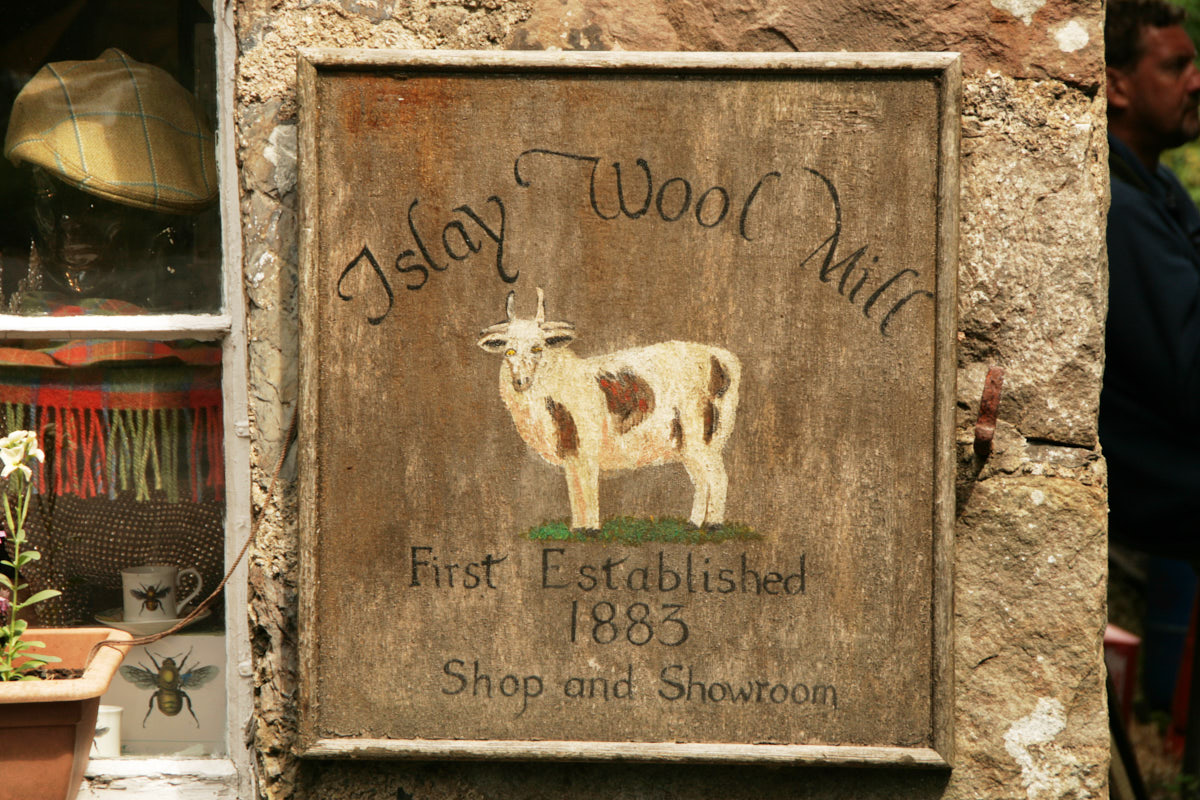 Islay Wool Mill
First Established
1883
Shop and Showroom